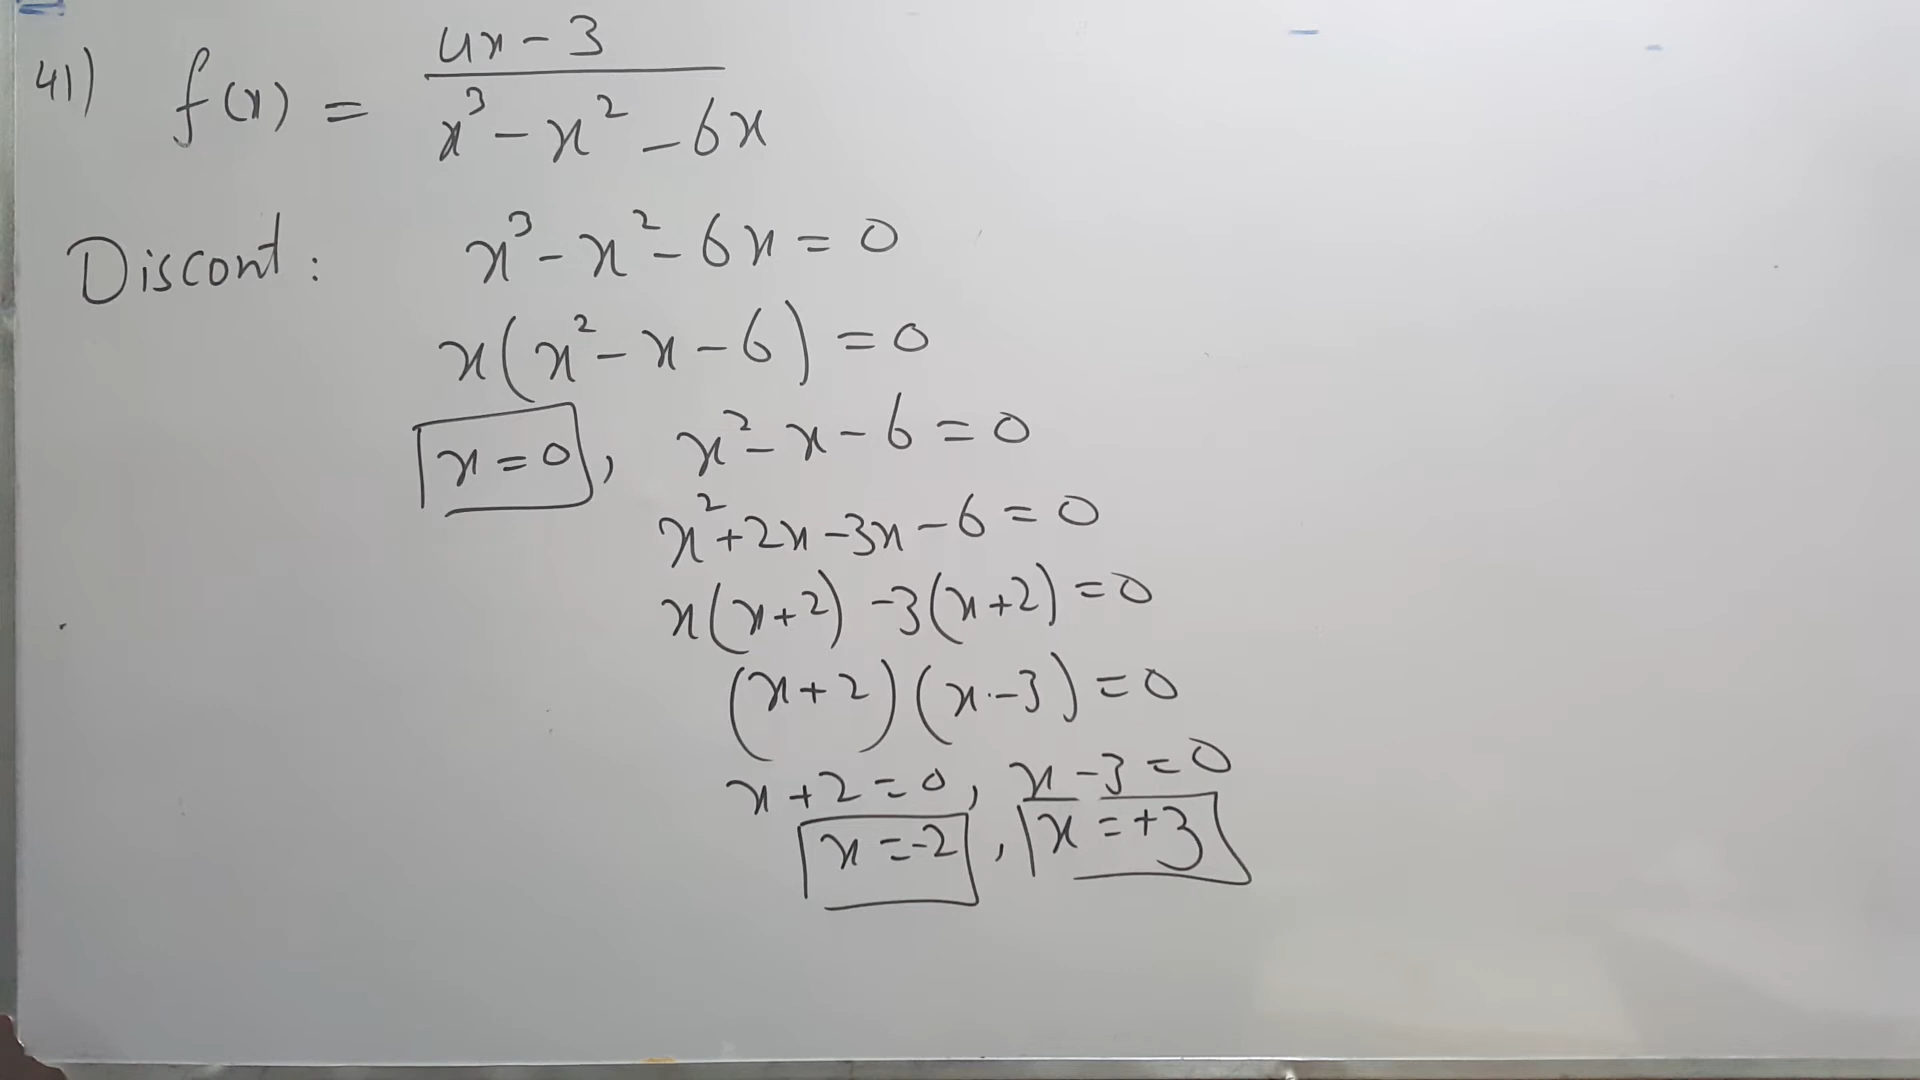 41) f(x) = 4x - 3 / x³ - x² - 6x
Discont : x³ - x² - 6x = 0
x(x² - x - 6) = 0
x = 0 , x² - x - 6 = 0
x² + 2x - 3x - 6 = 0
x(x+2) - 3(x+2) = 0
(x+2)(x-3) = 0
x + 2 = 0 , x - 3 = 0
x = -2 , x = +3